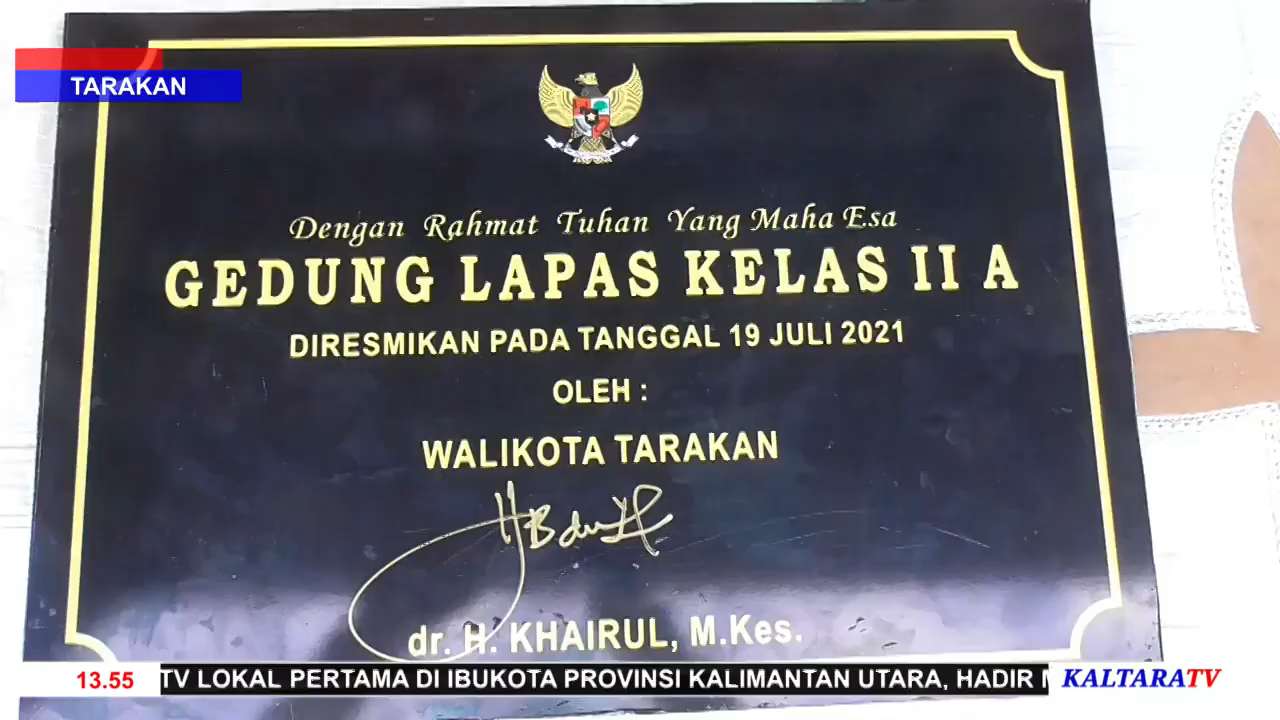 TARAKAN
Dengan Rahmat Tuhan Yang Maha Esa
GEDUNG LAPAS KELAS II A
DIRESMIKAN PADA TANGGAL 19 JULI 2021
OLEH :
WALIKOTA TARAKAN
dr. H. KHAIRUL, M.Kes.
13.55 TV LOKAL PERTAMA DI IBUKOTA PROVINSI KALIMANTAN UTARA, HADIR KALTARATV